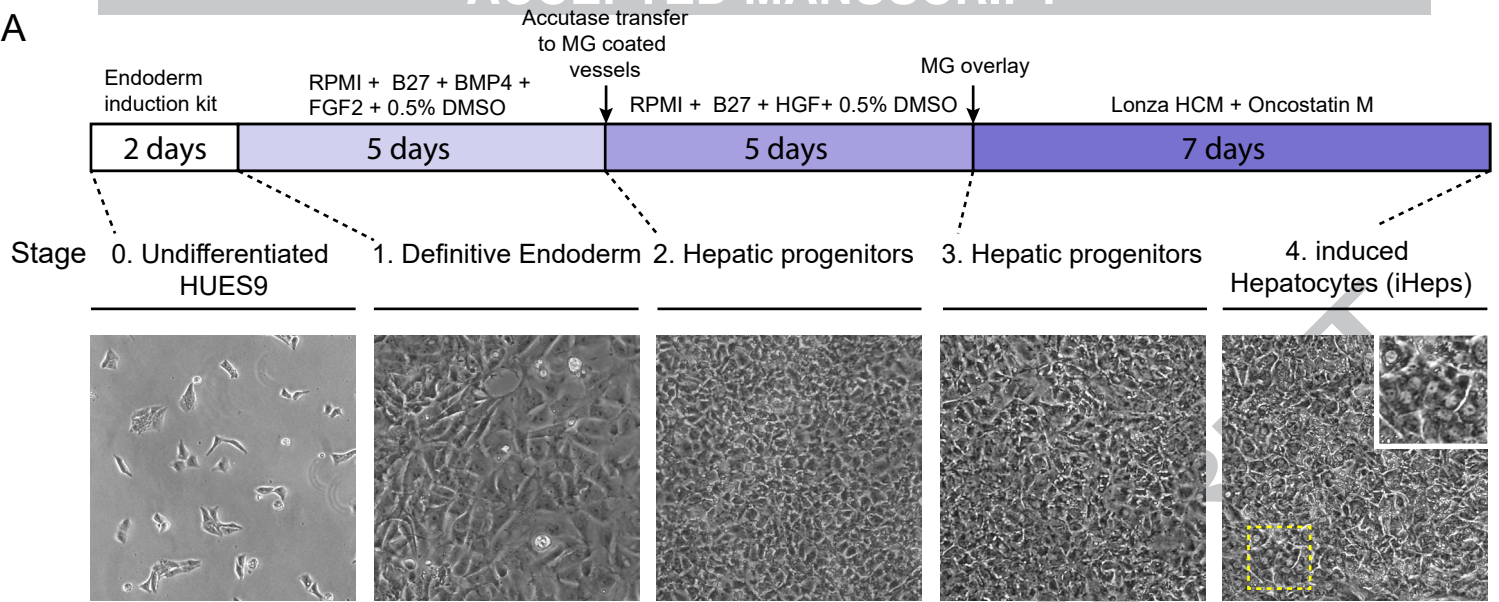 ACCEPTED MANUSCRIPT
A
Accutase transfer
to MG coated
vessels
Endoderm
induction kit
RPMI + B27 + BMP4 +
FGF2 + 0.5% DMSO
RPMI + B27 + HGF+ 0.5% DMSO
MG overlay
Lonza HCM + Oncostatin M
2 days
5 days
5 days
7 days
Stage
0. Undifferentiated
HUES9
1. Definitive Endoderm
2. Hepatic progenitors
3. Hepatic progenitors
4. induced
Hepatocytes (iHeps)